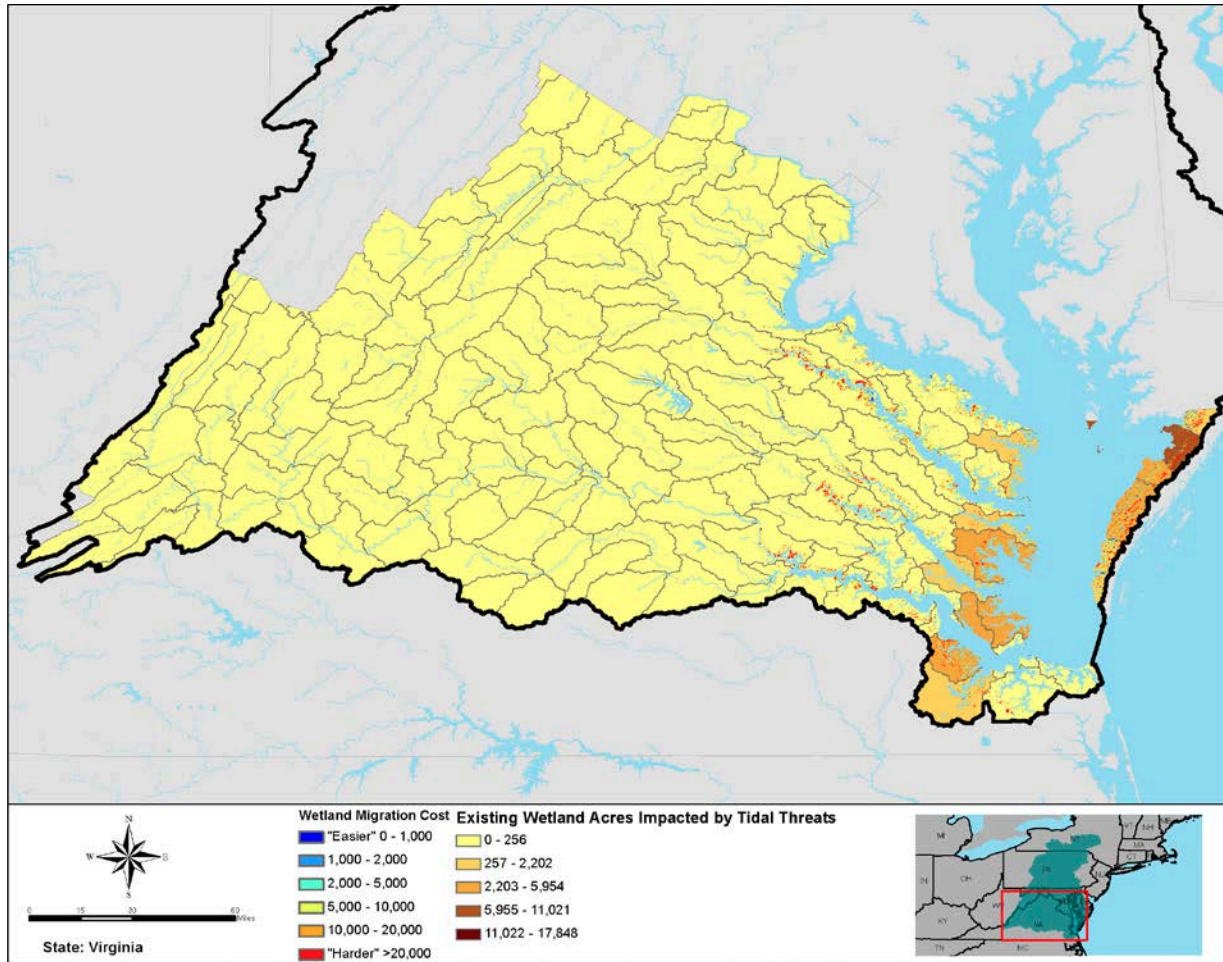 N
W
E
S
0
15
30
60
Miles
State: Virginia
Wetland Migration Cost
"Easier" 0 - 1,000
1,000 - 2,000
2,000 - 5,000
5,000 - 10,000
10,000 - 20,000
"Harder" >20,000
Existing Wetland Acres Impacted by Tidal Threats
0 - 256
257 - 2,202
2,203 - 5,954
5,955 - 11,021
11,022 - 17,848
MI
VT
NH
MA
CT
PA
NJ
IN
OH
KY
VA
TN
NC